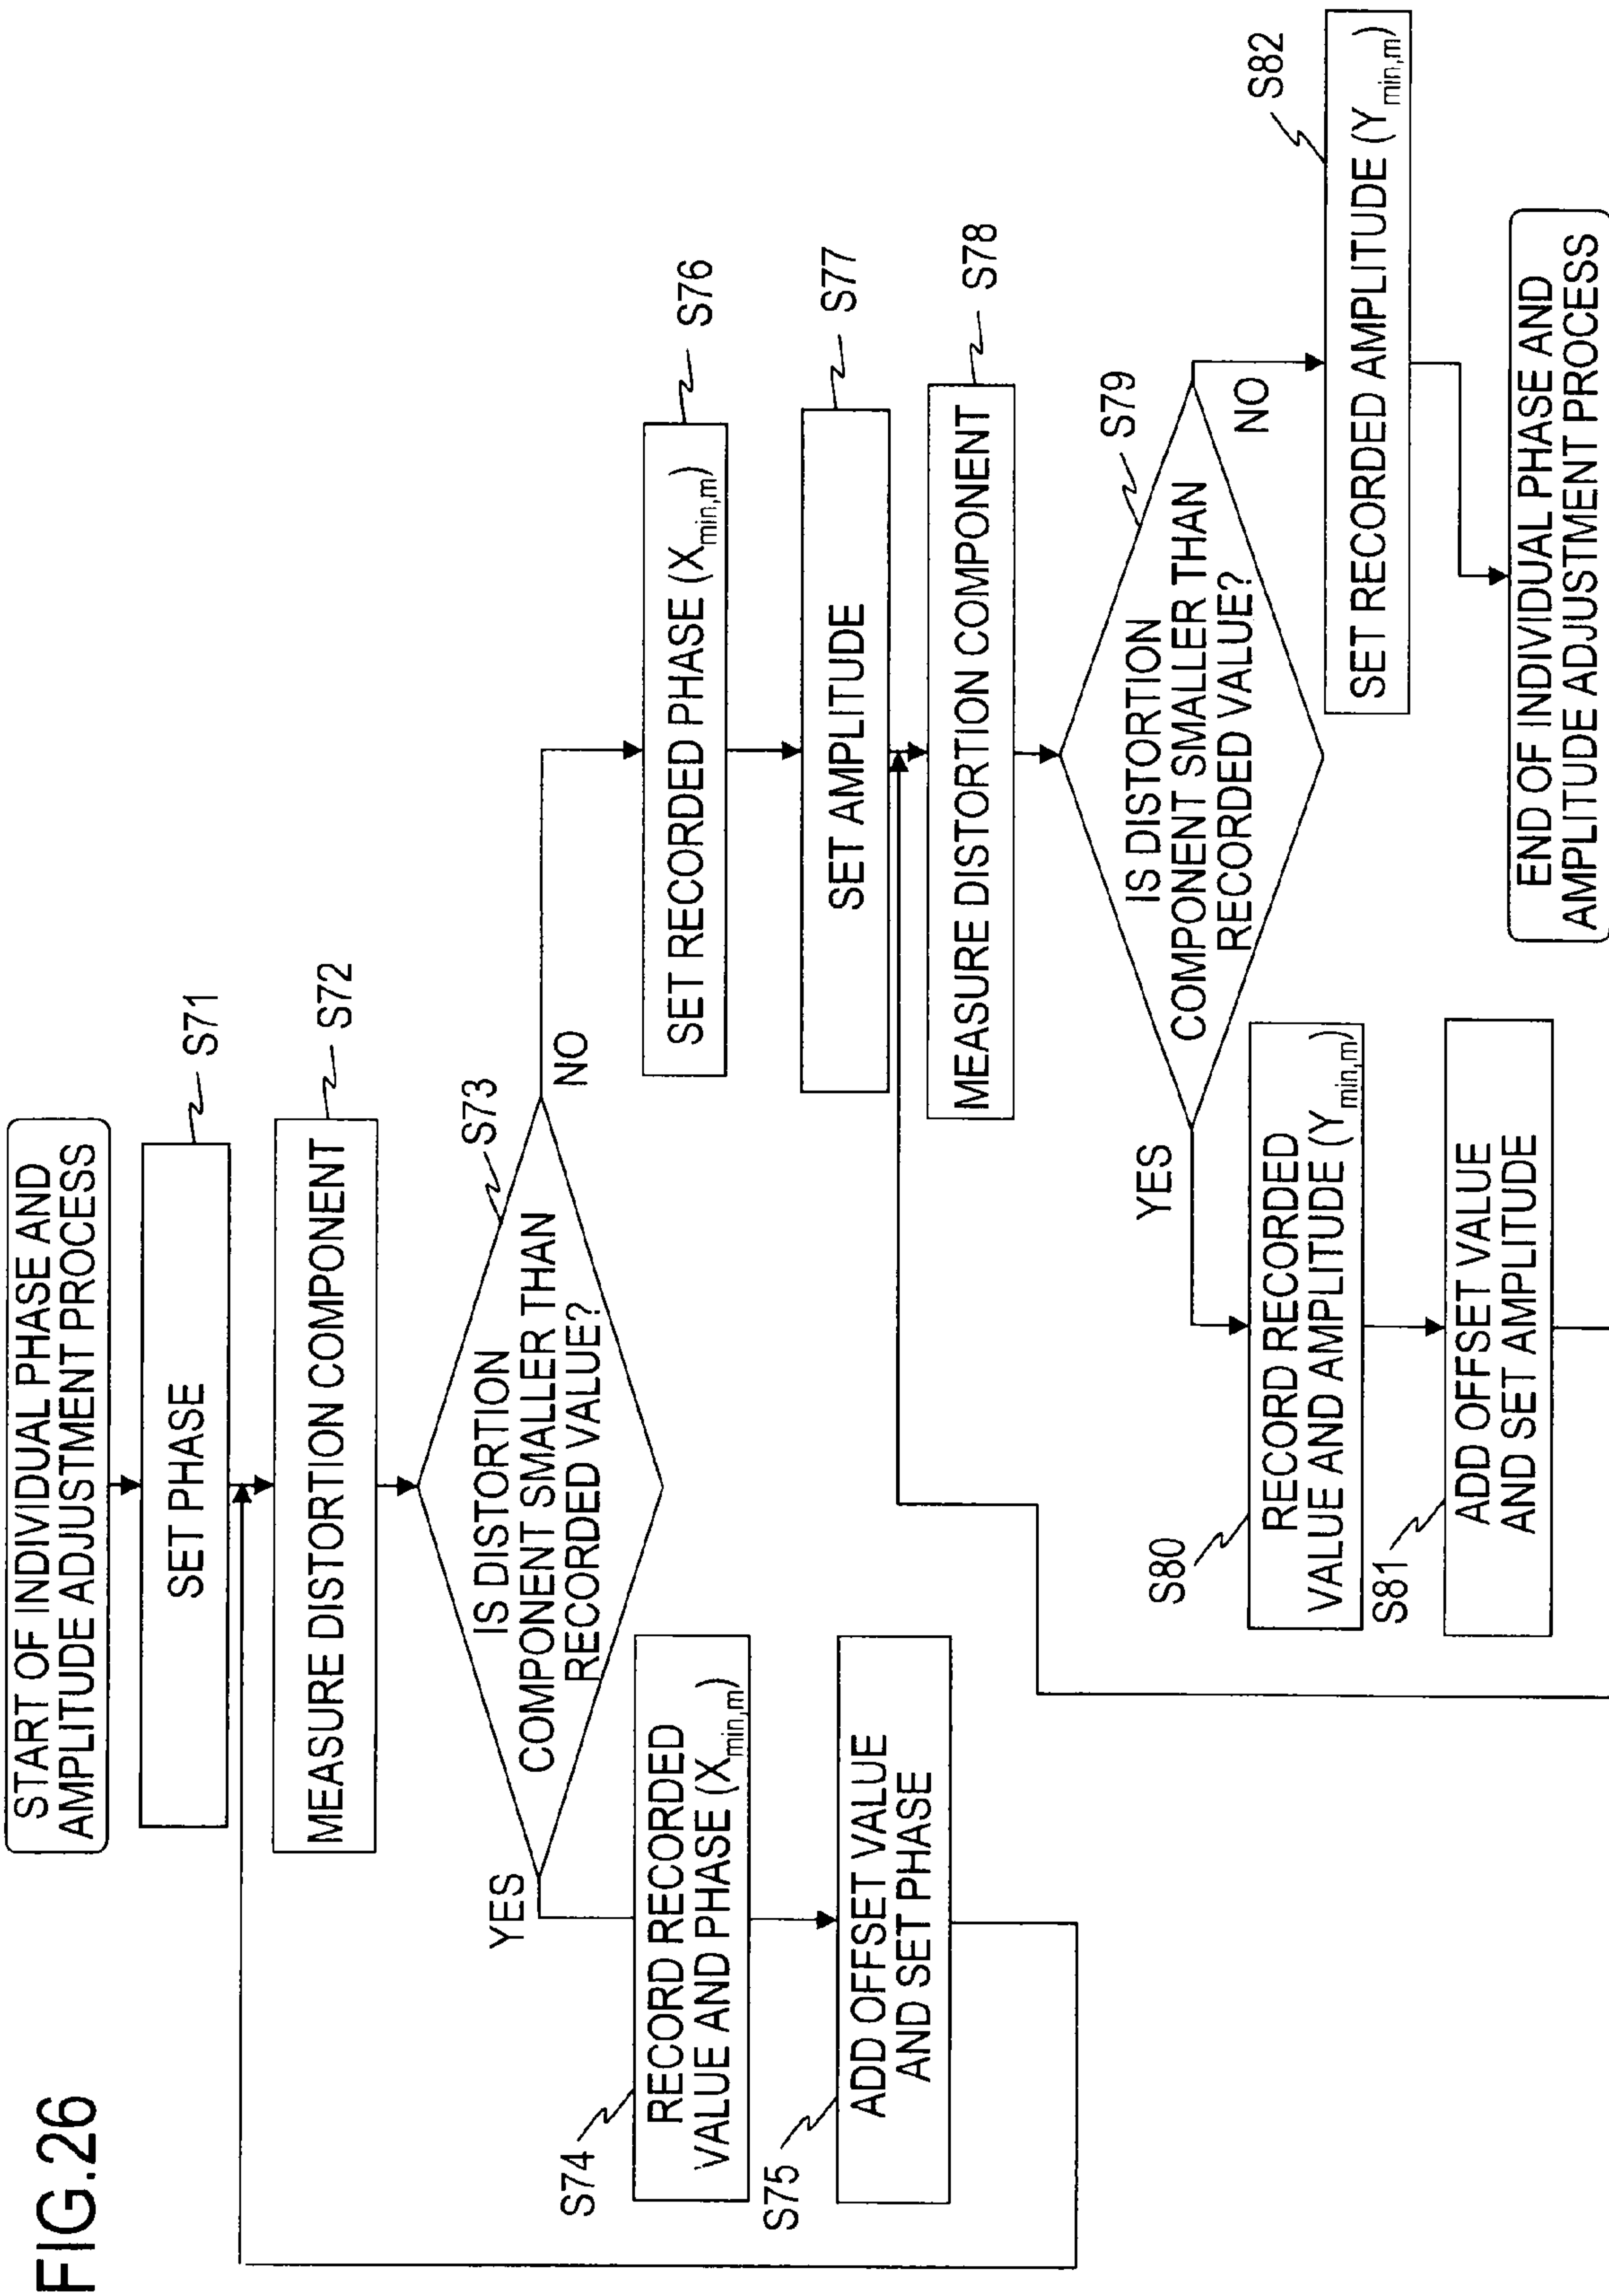 FIG.26
START OF INDIVIDUAL PHASE AND
AMPLITUDE ADJUSTMENT PROCESS
SET PHASE
S71
MEASURE DISTORTION COMPONENT
S72
IS DISTORTION
COMPONENT SMALLER THAN
RECORDED VALUE?
S73
YES
NO
S74
RECORD RECORDED
VALUE AND PHASE (Xmin,m)
S75
ADD OFFSET VALUE
AND SET PHASE
SET RECORDED PHASE (Xmin,m)
S76
SET AMPLITUDE
S77
MEASURE DISTORTION COMPONENT
S78
IS DISTORTION
COMPONENT SMALLER THAN
RECORDED VALUE?
S79
YES
NO
S80
RECORD RECORDED
VALUE AND AMPLITUDE (Ymin,m)
S81
ADD OFFSET VALUE
AND SET AMPLITUDE
SET RECORDED AMPLITUDE (Ymin,m)
S82
END OF INDIVIDUAL PHASE AND
AMPLITUDE ADJUSTMENT PROCESS